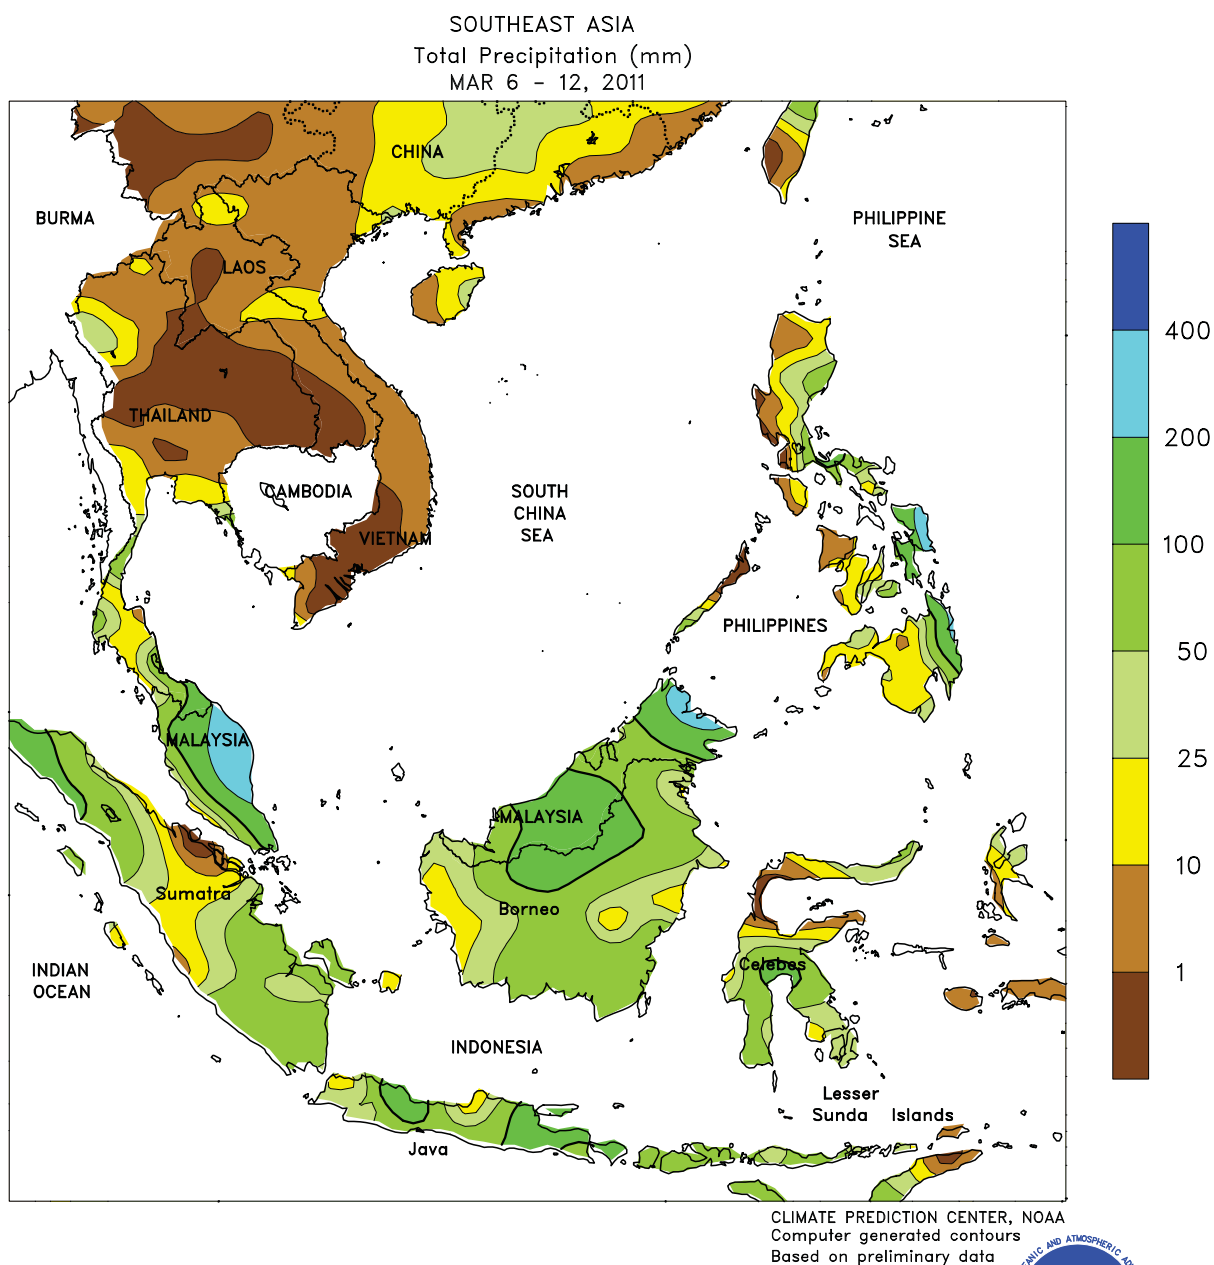 SOUTHEAST ASIA
Total Precipitation (mm)
MAR 6 - 12, 2011
CHINA
BURMA
PHILIPPINE
SEA
LAOS
400
THAILAND
200
CAMBODIA
SOUTH
CHINA
SEA
VIETNAM
100
PHILIPPINES
50
MALAYSIA
25
MALAYSIA
10
Sumatra
Borneo
Celebes
INDIAN
OCEAN
1
INDONESIA
Lesser
Sunda Islands
Java
CLIMATE PREDICTION CENTER, NOAA
Computer generated contours
Based on preliminary data
AND ATMOSPHERIC